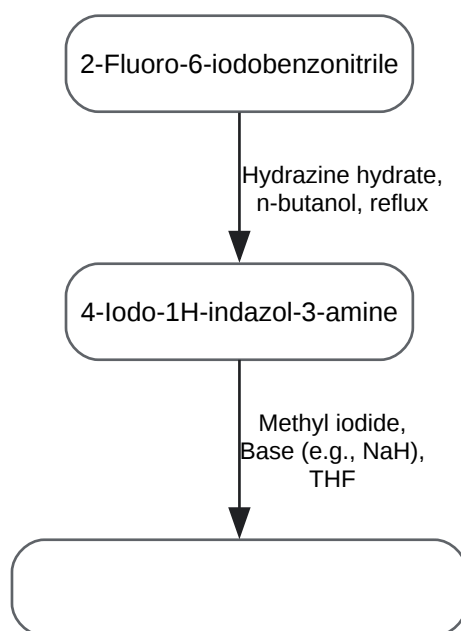 2-Fluoro-6-iodobenzonitrile
Hydrazine hydrate,
n-butanol, reflux
4-Iodo-1H-indazol-3-amine
Methyl iodide,
Base (e.g., NaH),
THF